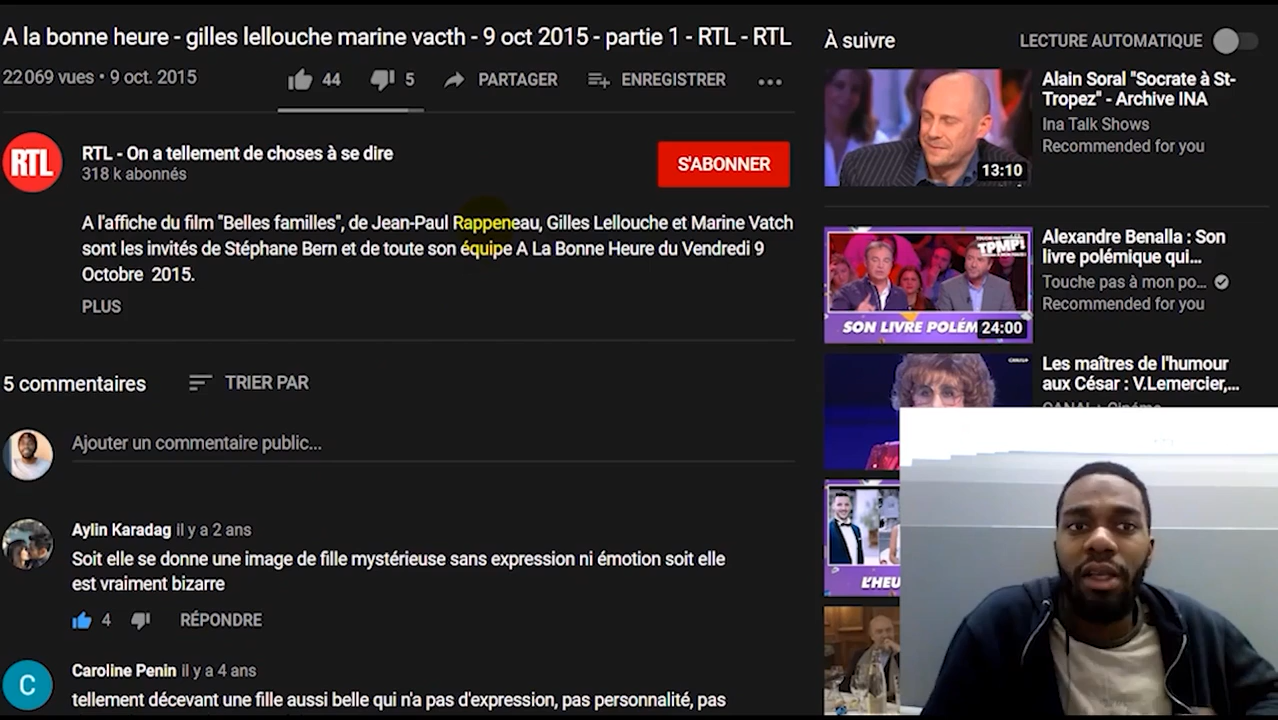 A la bonne heure - gilles lellouche marine vacth - 9 oct 2015 - partie 1 - RTL - RTL
22 069 vues • 9 oct. 2015
44
5
PARTAGER
ENREGISTRER
RTL
RTL - On a tellement de choses à se dire
318 k abonnés
S'ABONNER
A l'affiche du film "Belles familles", de Jean-Paul Rappeneau, Gilles Lellouche et Marine Vatch
sont les invités de Stéphane Bern et de toute son équipe A La Bonne Heure du Vendredi 9
Octobre 2015.
PLUS
5 commentaires
TRIER PAR
Ajouter un commentaire public...
Aylin Karadag il y a 2 ans
Soit elle se donne une image de fille mystérieuse sans expression ni émotion soit elle
est vraiment bizarre
4
RÉPONDRE
C
Caroline Penin il y a 4 ans
tellement décevant une fille aussi belle qui n'a pas d'expression, pas personnalité, pas
À suivre
LECTURE AUTOMATIQUE
13:10
Alain Soral "Socrate à St-
Tropez" - Archive INA
Ina Talk Shows
Recommended for you
TPMP!
SON LIVRE POLÉM
24:00
Alexandre Benalla : Son
livre polémique qui...
Touche pas à mon po...
Recommended for you
Les maîtres de l'humour
aux César : V.Lemercier,...
CANAL+ Cinéma
L'HEU